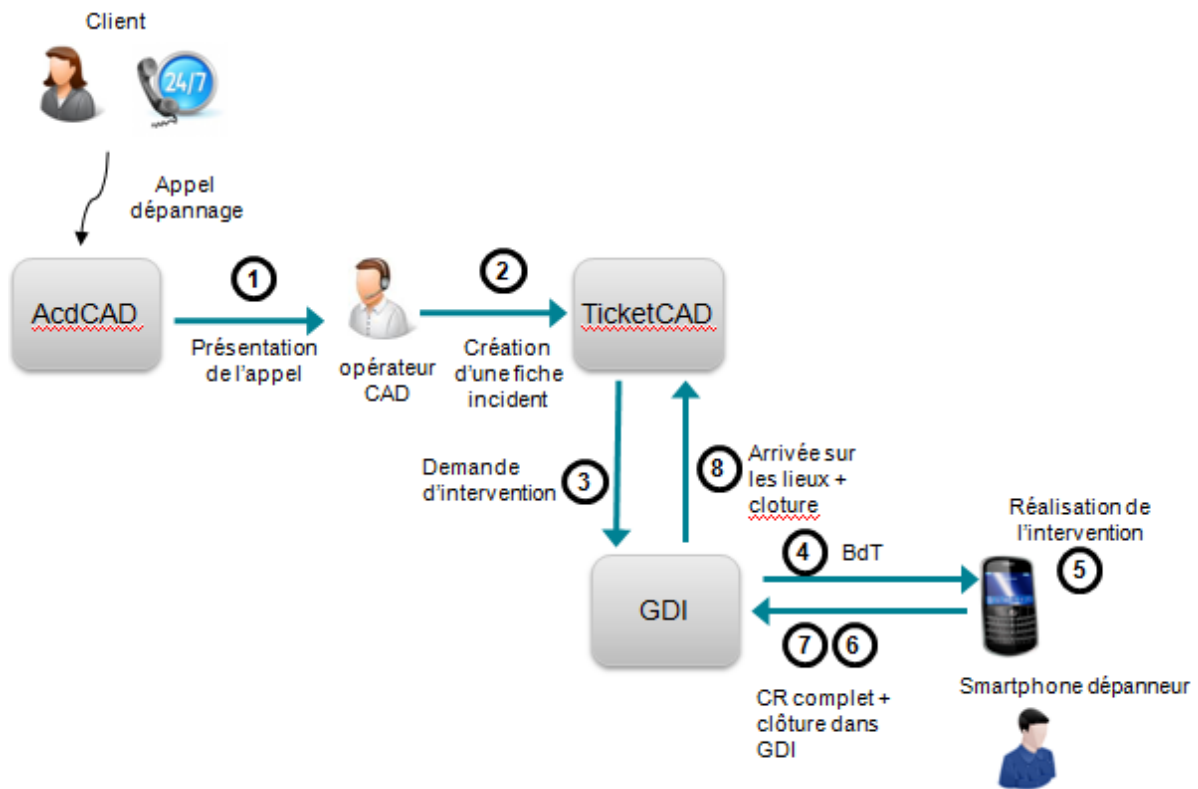 Client
24/7
Appel
dépannage
AcdCAD
1
Présentation
de l'appel
opérateur
CAD
2
Création
d'une fiche
incident
TicketCAD
Demande
d'intervention
3
8
Arrivée sur
les lieux +
cloture
GDI
4
BdT
Réalisation de
l'intervention
5
7
6
CR complet +
clôture dans
GDI
Smartphone dépanneur